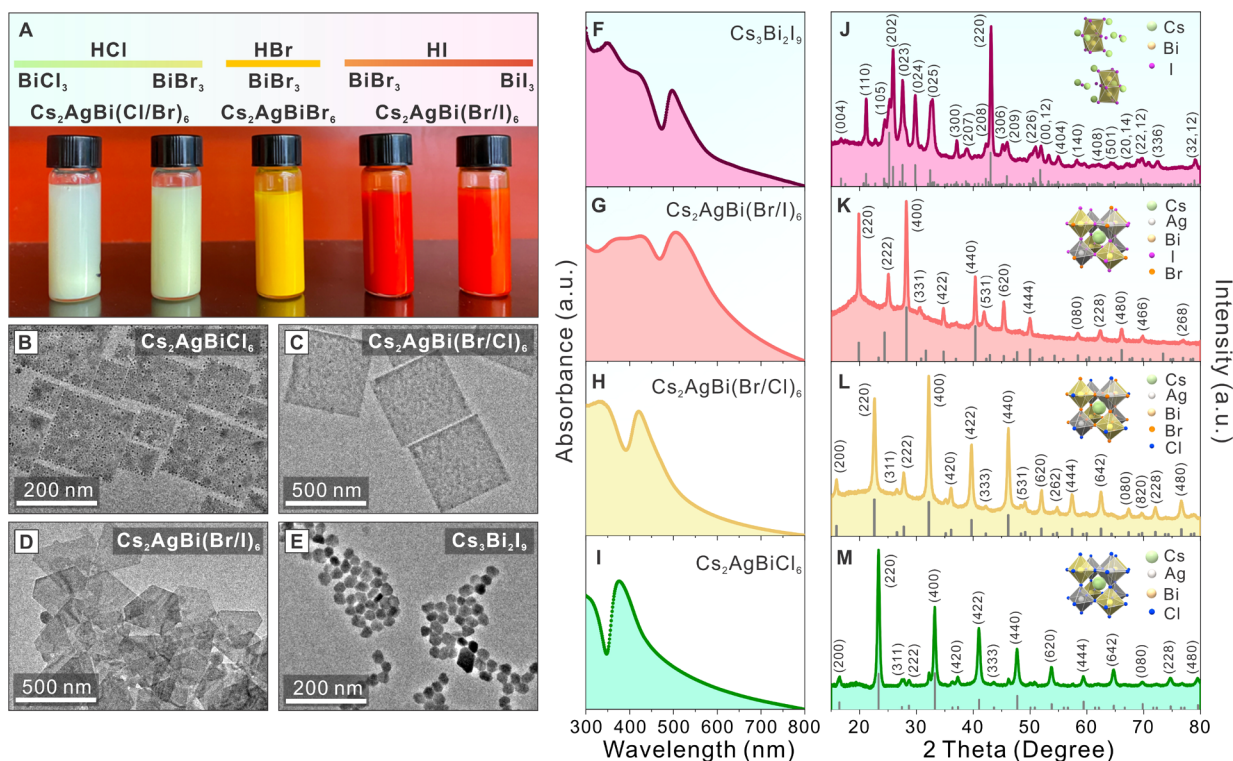 A
HCl HBr HI
BiCl₃ BiBr₃ BiBr₃ BiBr₃ BiI₃
Cs₂AgBi(Cl/Br)₆ Cs₂AgBiBr₆ Cs₂AgBi(Br/I)₆
B
Cs₂AgBiCl₆
200 nm
C
Cs₂AgBi(Br/Cl)₆
500 nm
D
Cs₂AgBi(Br/I)₆
500 nm
E
Cs₃Bi₂I₉
200 nm
Absorbance (a.u.)
F
Cs₃Bi₂I₉
G
Cs₂AgBi(Br/I)₆
H
Cs₂AgBi(Br/Cl)₆
I
Cs₂AgBiCl₆
300 400 500 600 700 800
Wavelength (nm)
J
(004)
(110)
(105)
(202)
(023)
(024)
(025)
(300)
(207)
(208)
(220)
(306)
(209)
(226)
(00,12)
(404)
(140)
(408)
(501)
(20,14)
(22,12)
(336)
(32,12)
Cs
Bi
I
K
(220)
(222)
(400)
(331)
(422)
(440)
(531)
(620)
(444)
(080)
(228)
(480)
(466)
(268)
Cs
Ag
Bi
I
Br
L
(200)
(220)
(311)
(222)
(400)
(420)
(422)
(333)
(440)
(531)
(620)
(262)
(444)
(642)
(080)
(820)
(228)
(480)
Cs
Ag
Bi
Br
Cl
M
(200)
(220)
(311)
(222)
(400)
(420)
(422)
(333)
(440)
(620)
(444)
(642)
(080)
(228)
(480)
Cs
Ag
Bi
Cl
20 30 40 50 60 70 80
2 Theta (Degree)
Intensity (a.u.)